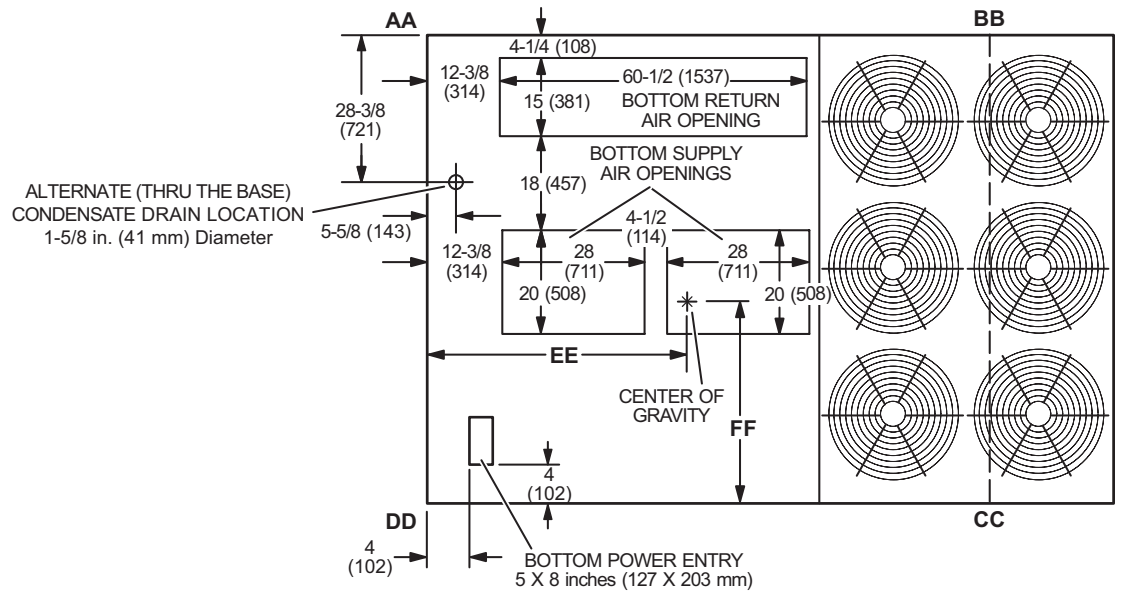 AA
BB
4-1/4 (108)
12-3/8
(314)
60-1/2 (1537)
15 (381)
BOTTOM RETURN
AIR OPENING
28-3/8
(721)
BOTTOM SUPPLY
AIR OPENINGS
18 (457)
ALTERNATE (THRU THE BASE)
CONDENSATE DRAIN LOCATION
1-5/8 in. (41 mm) Diameter
5-5/8 (143)
4-1/2
(114)
12-3/8
(314)
28
(711)
28
(711)
20 (508)
20 (508)
EE
CENTER OF
GRAVITY
FF
4
(102)
DD
CC
4
(102)
BOTTOM POWER ENTRY
5 X 8 inches (127 X 203 mm)